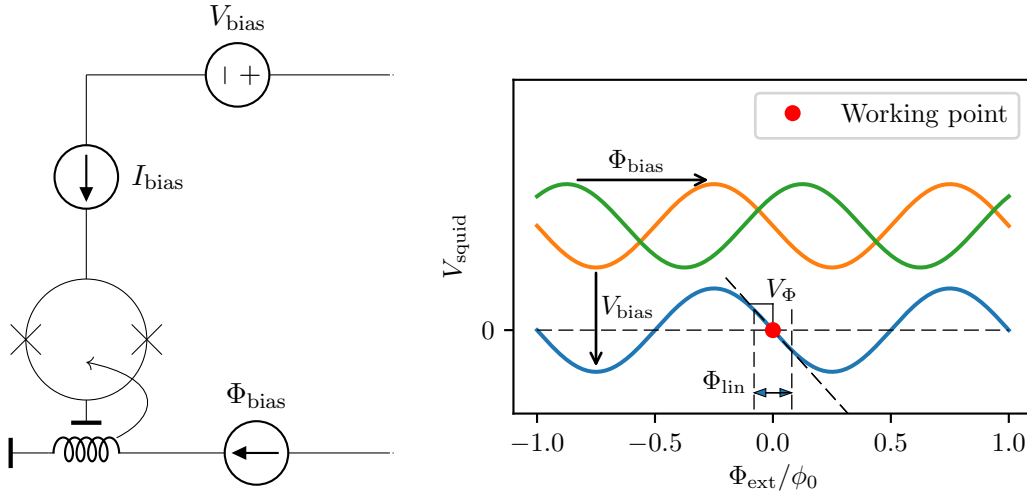 V_bias
I_bias
Φ_bias
Working point
Φ_bias
V_squid
V_Φ
V_bias
0
Φ_lin
−1.0 −0.5 0.0 0.5 1.0
Φ_ext/ϕ_0